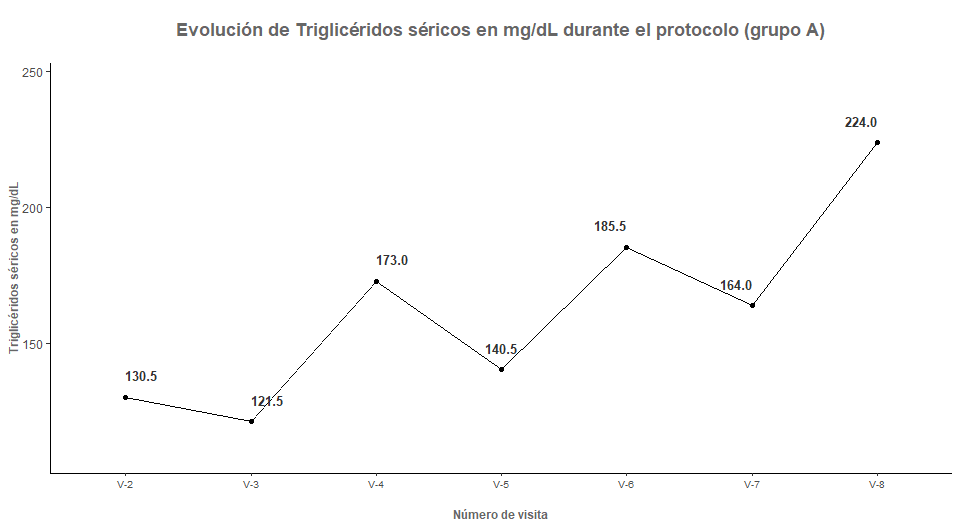 Evolución de Triglicéridos séricos en mg/dL durante el protocolo (grupo A)
Triglicéridos séricos en mg/dL
250
200
150
130.5
121.5
173.0
140.5
185.5
164.0
224.0
V-2
V-3
V-4
V-5
V-6
V-7
V-8
Número de visita